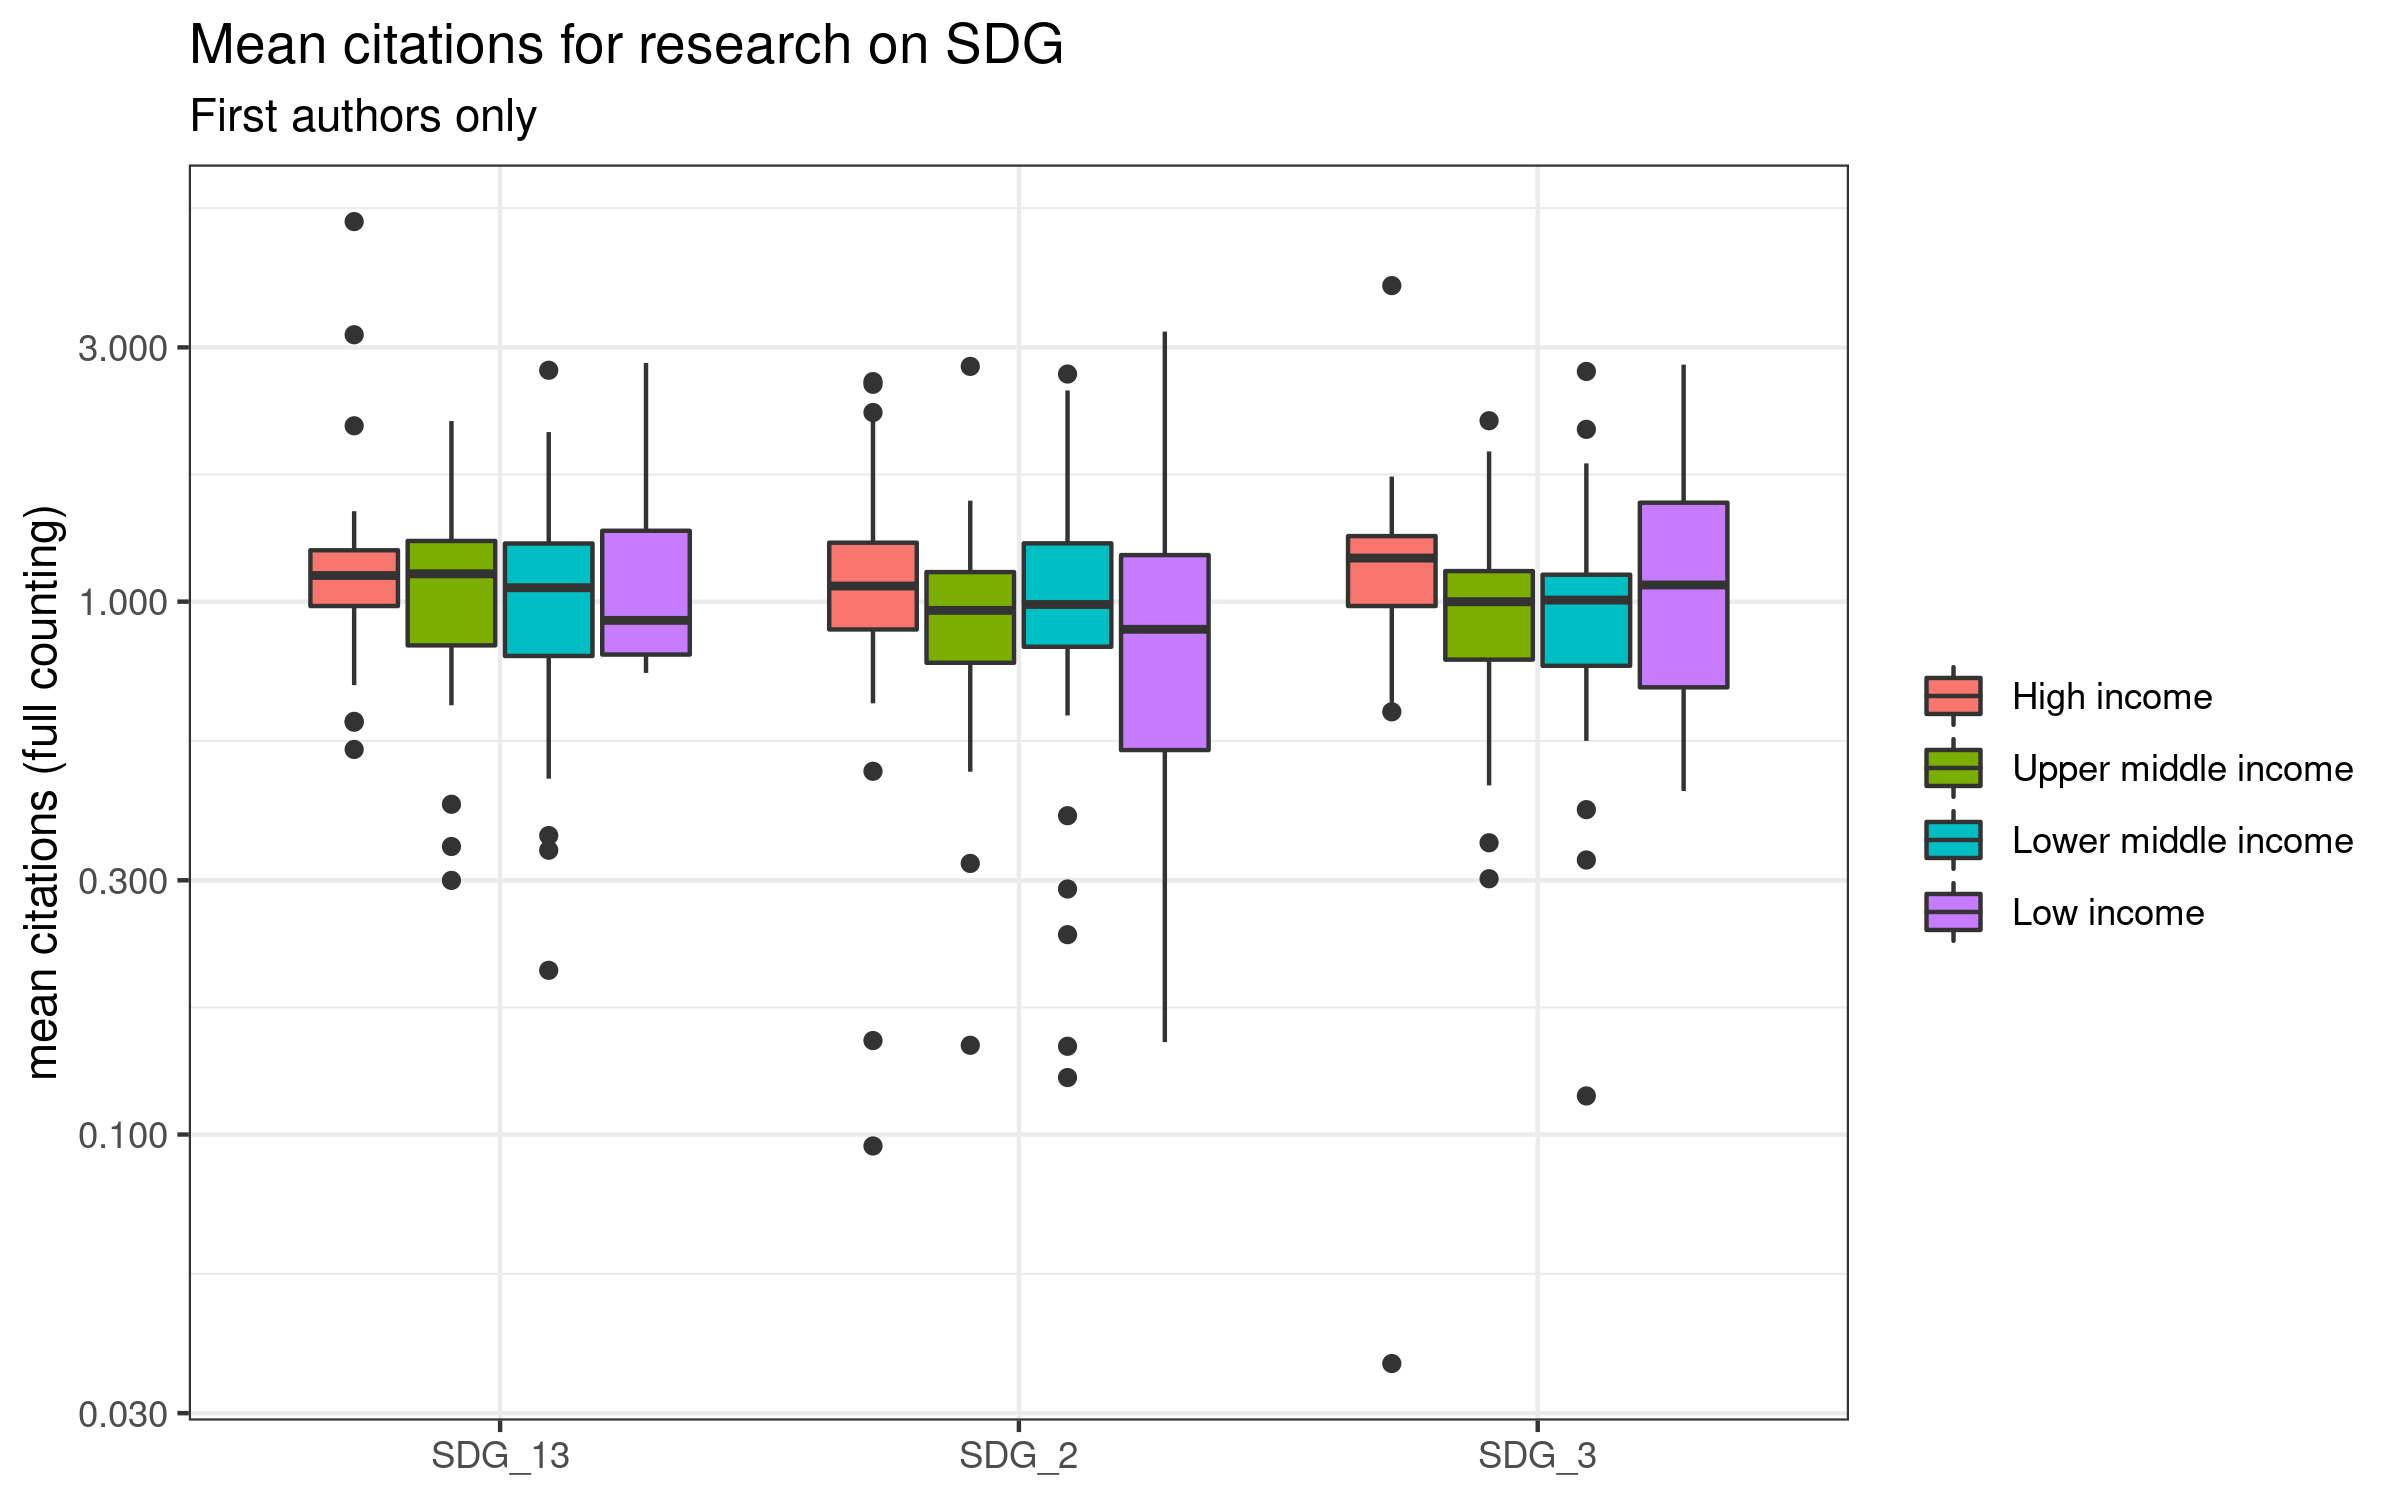 Mean citations for research on SDG
First authors only
mean citations (full counting)
3.000
1.000
0.300
0.100
0.030
SDG_13
SDG_2
SDG_3
High income
Upper middle income
Lower middle income
Low income